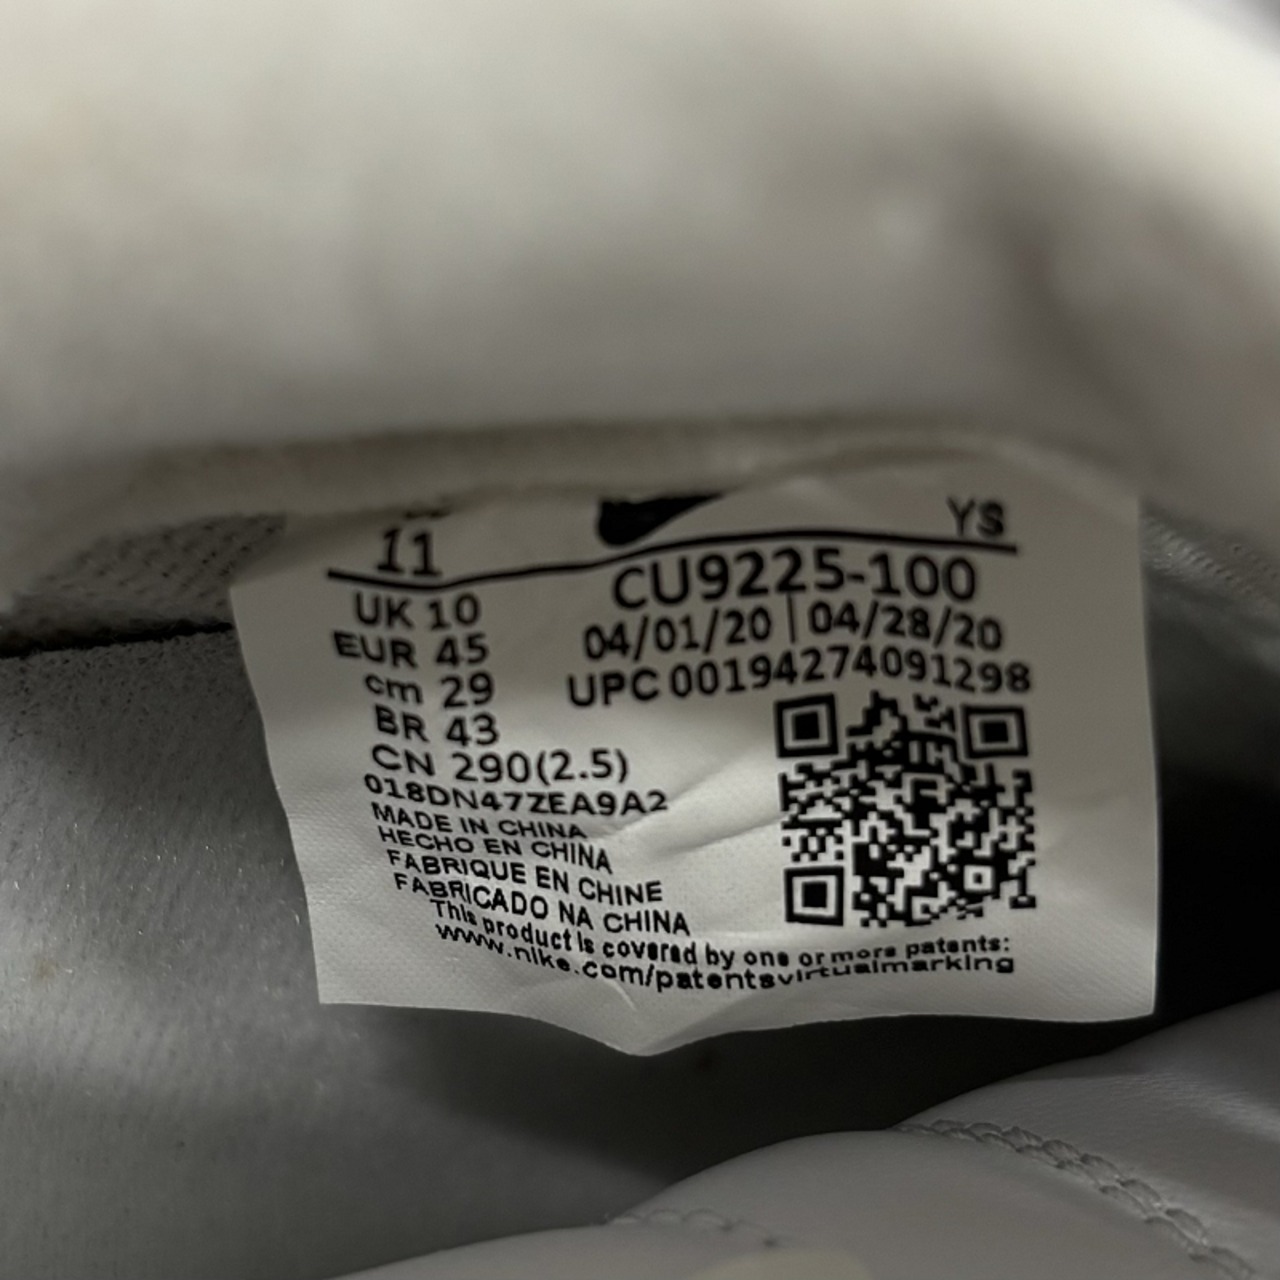 11
YS
UK 10
CU9225-100
EUR 45
04/01/20 | 04/28/20
cm 29
UPC 00194274091298
BR 43
CN 290(2.5)
018DN47ZEA9A2
MADE IN CHINA
HECHO EN CHINA
FABRIQUE EN CHINE
FABRICADO NA CHINA
This product is covered by one or more patents:
www.nike.com/patentsvirtualmarking